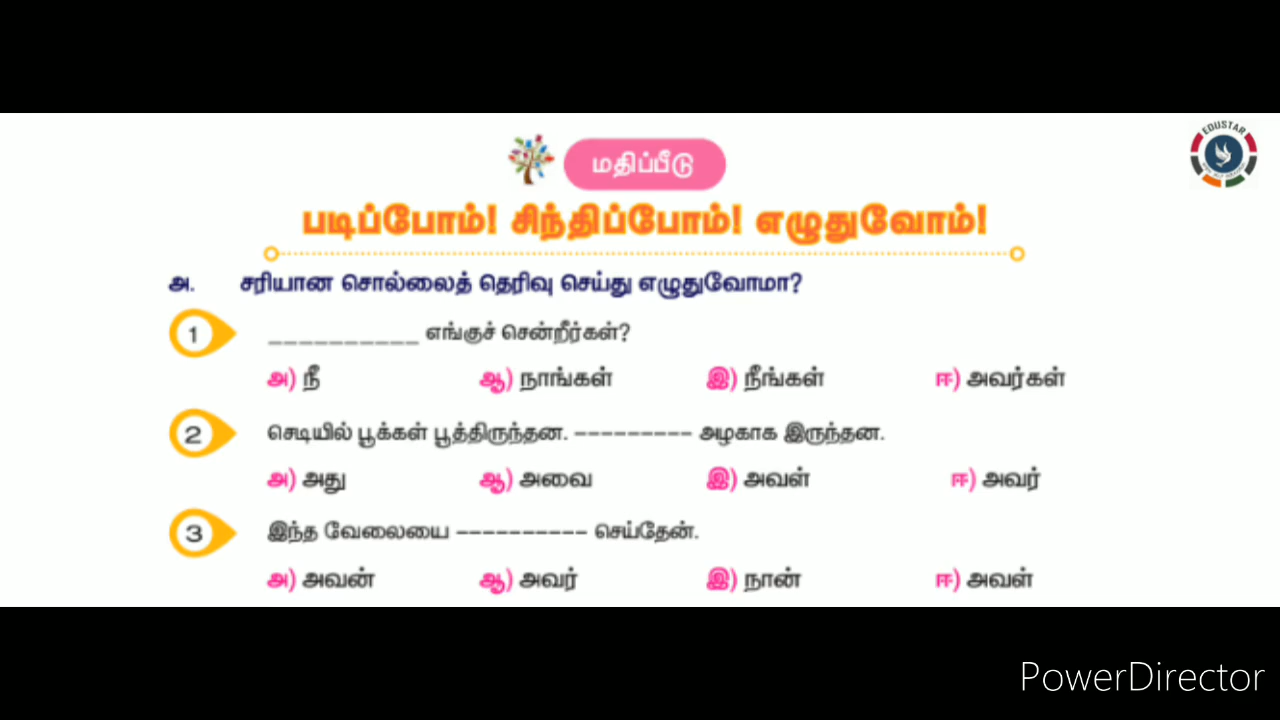 EDUSTAR
மதிப்பீடு
படிப்போம்! சிந்திப்போம்! எழுதுவோம்!
அ. சரியான சொல்லைத் தெரிவு செய்து எழுதுவோமா?
1 __________ எங்குச் சென்றீர்கள்?
அ) நீ ஆ) நாங்கள் இ) நீங்கள் ஈ) அவர்கள்
2 செடியில் பூக்கள் பூத்திருந்தன. --------- அழகாக இருந்தன.
அ) அது ஆ) அவை இ) அவள் ஈ) அவர்
3 இந்த வேலையை ---------- செய்தேன்.
அ) அவன் ஆ) அவர் இ) நான் ஈ) அவள்
PowerDirector